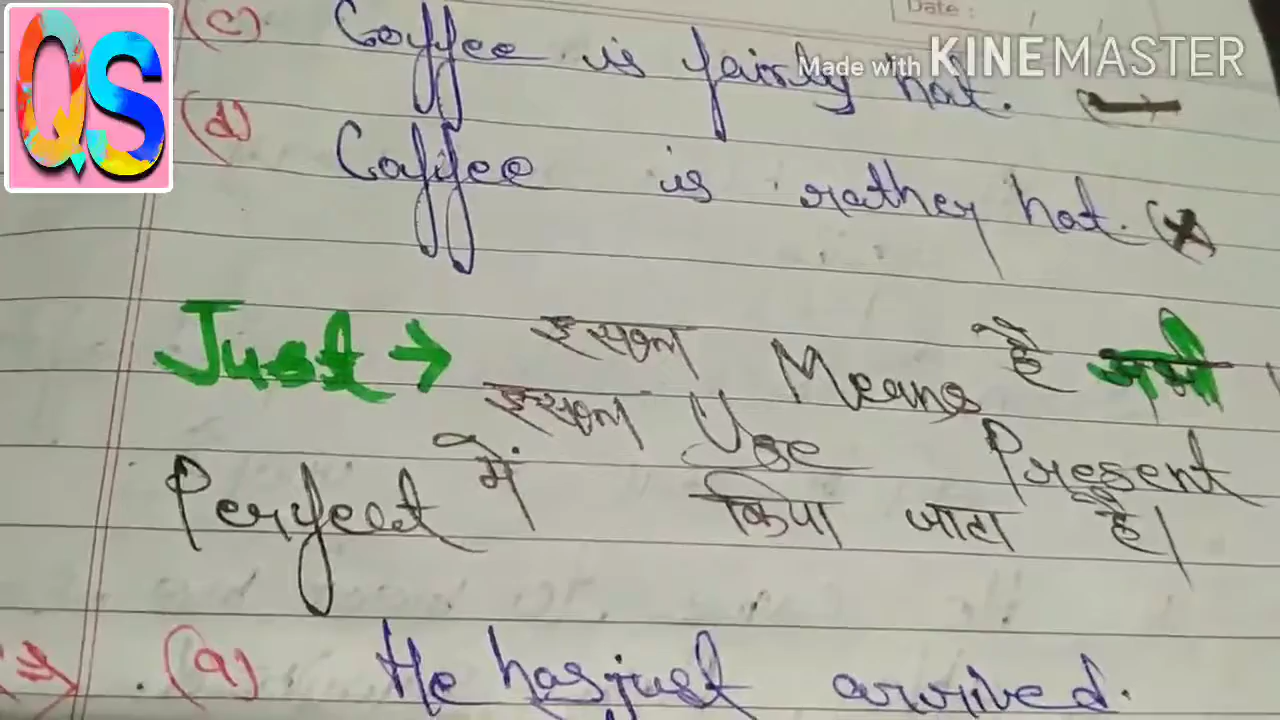 Date : / /
Made with KINEMASTER
QS
(c) Coffee is fairly hot.
(d) Coffee is rather hot. (x)
Just → इसका Means है अभी ।
इसका Use Present
Perfect में किया जाता है।
(a) He has just arrived.